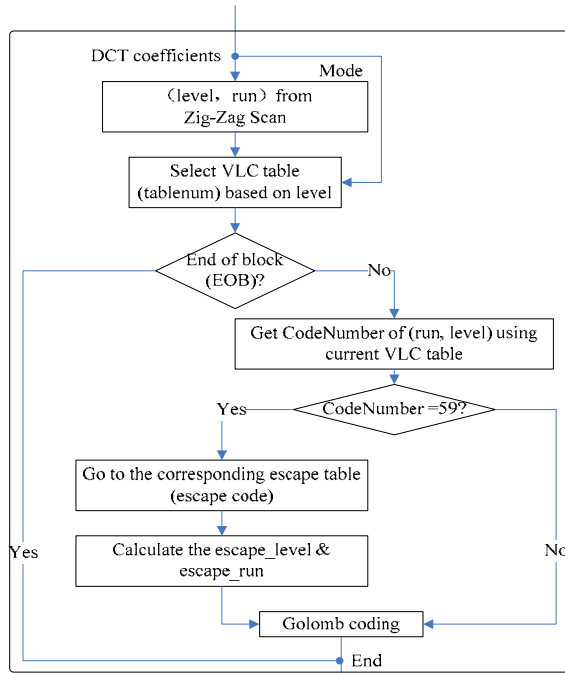 DCT coefficients
Mode
（level，run）from
Zig-Zag Scan
Select VLC table
(tablenum) based on level
End of block
(EOB)?
No
Get CodeNumber of (run, level) using
current VLC table
CodeNumber =59?
Yes
Go to the corresponding escape table
(escape code)
Yes
Calculate the escape_level &
escape_run
No
Golomb coding
End